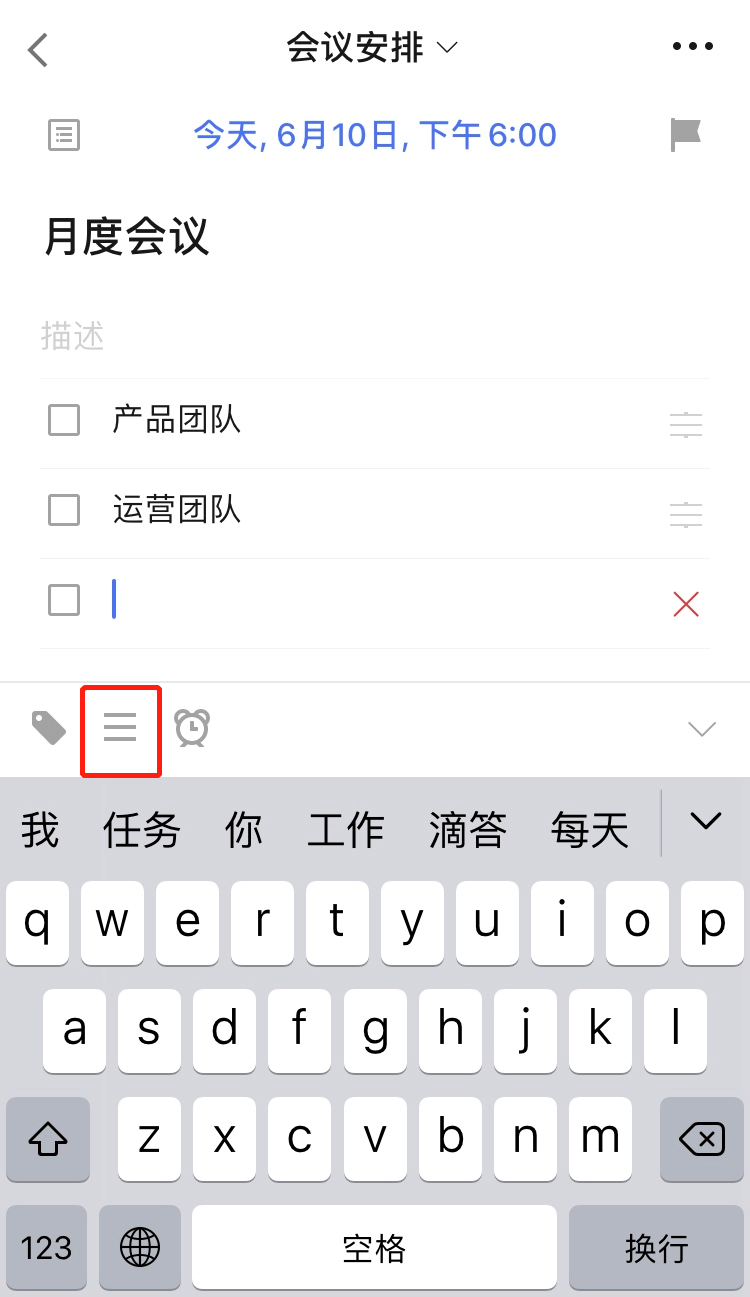 会议安排
今天, 6月10日, 下午 6:00
月度会议
描述
产品团队
运营团队
我 任务 你 工作 滴答 每天
q w e r t y u i o p
a s d f g h j k l
z x c v b n m
123 空格 换行